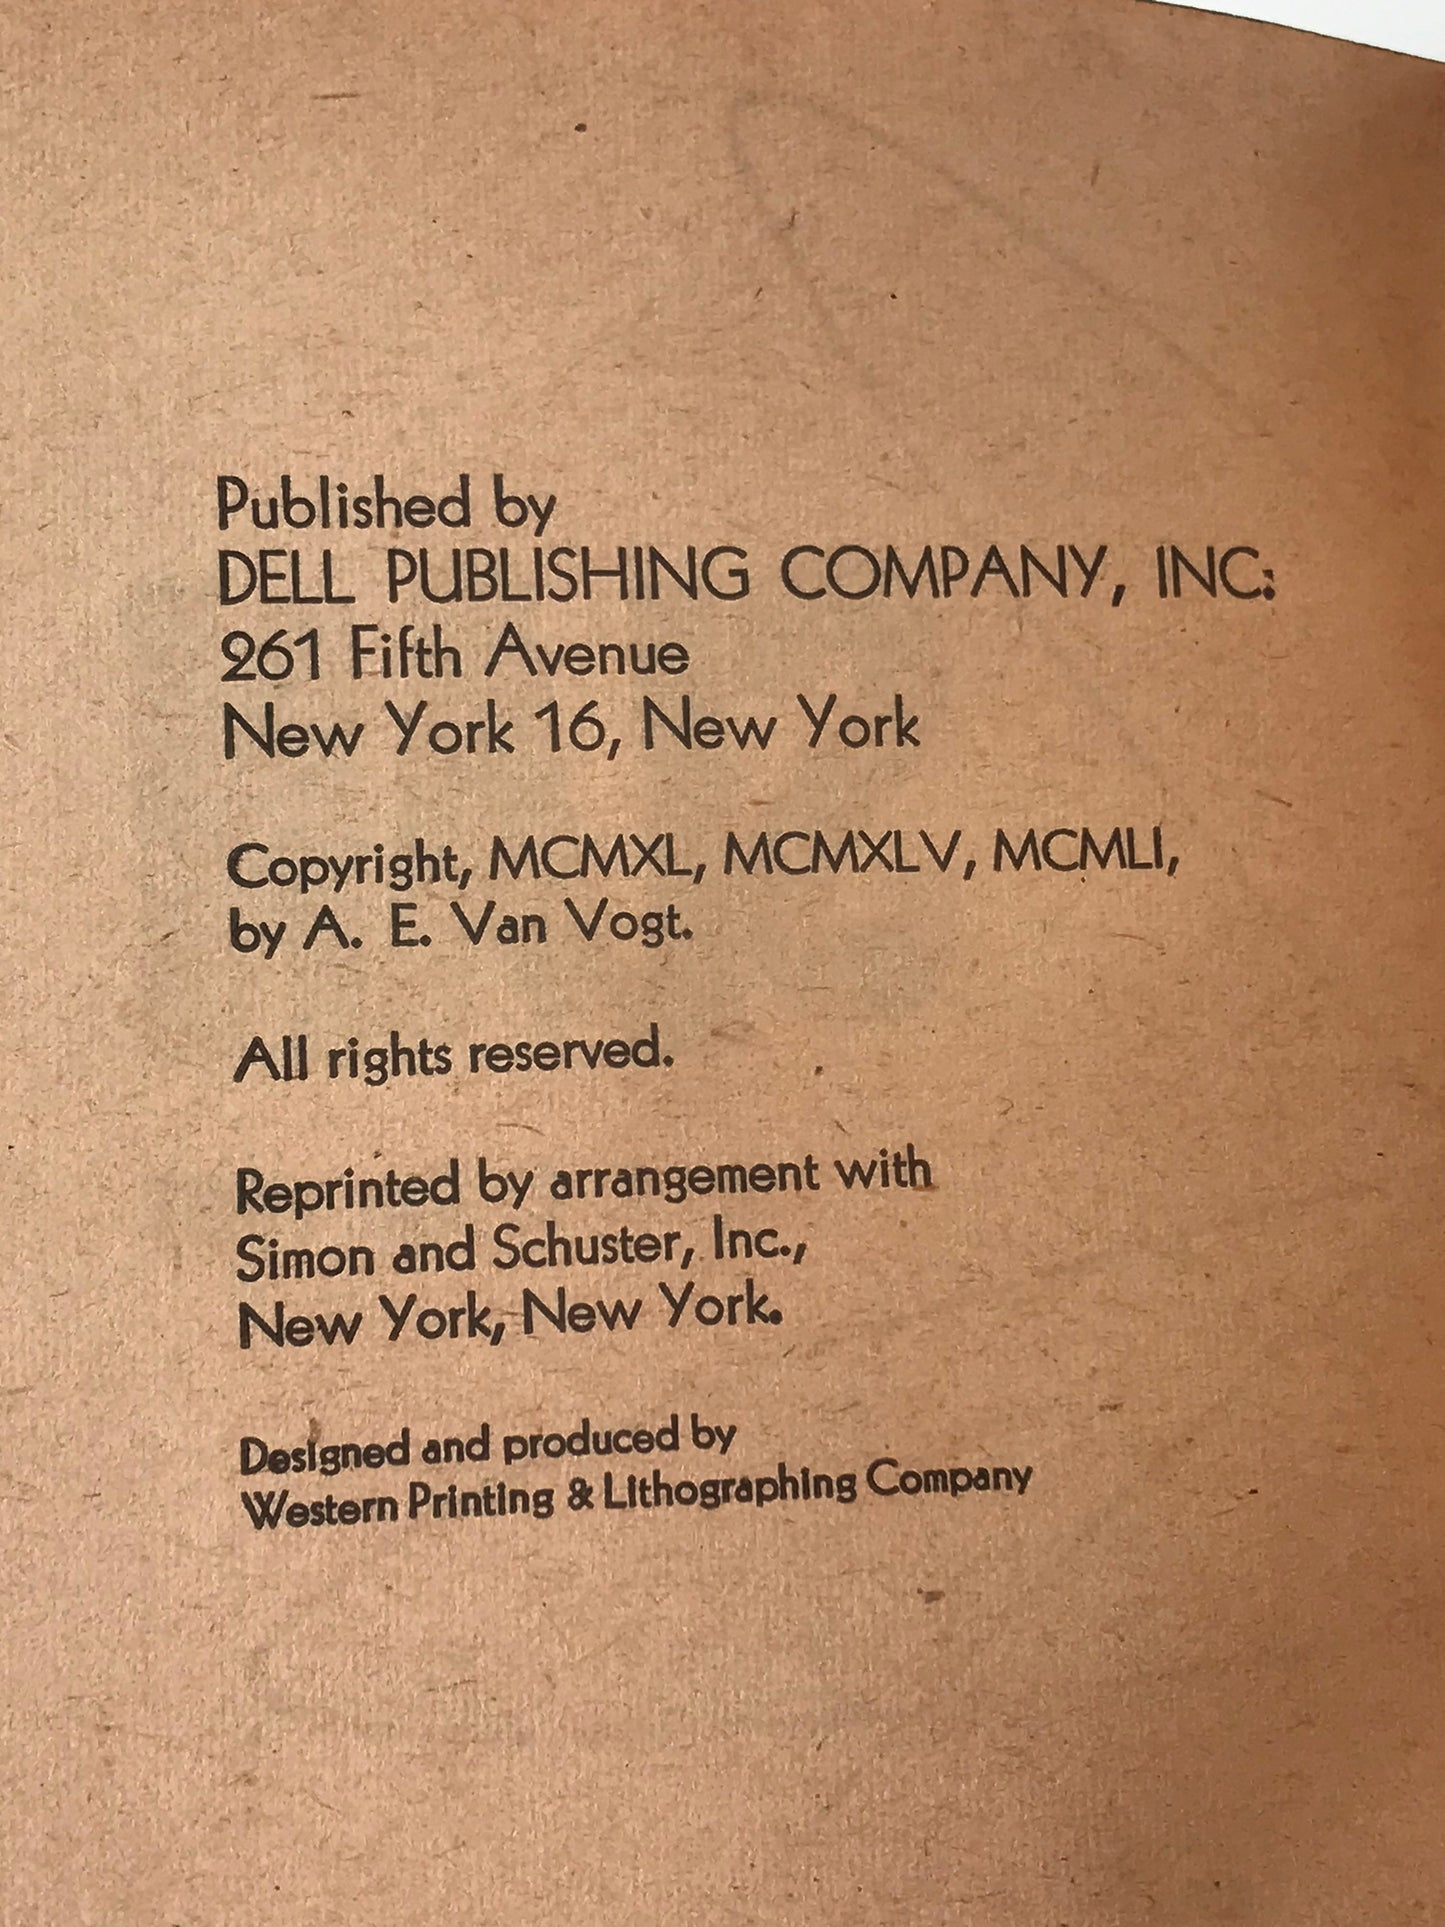 Published by
DELL PUBLISHING COMPANY, INC.
261 Fifth Avenue
New York 16, New York
Copyright, MCMXL, MCMXLV, MCMLI,
by A. E. Van Vogt.
All rights reserved.
Reprinted by arrangement with
Simon and Schuster, Inc.,
New York, New York.
Designed and produced by
Western Printing & Lithographing Company